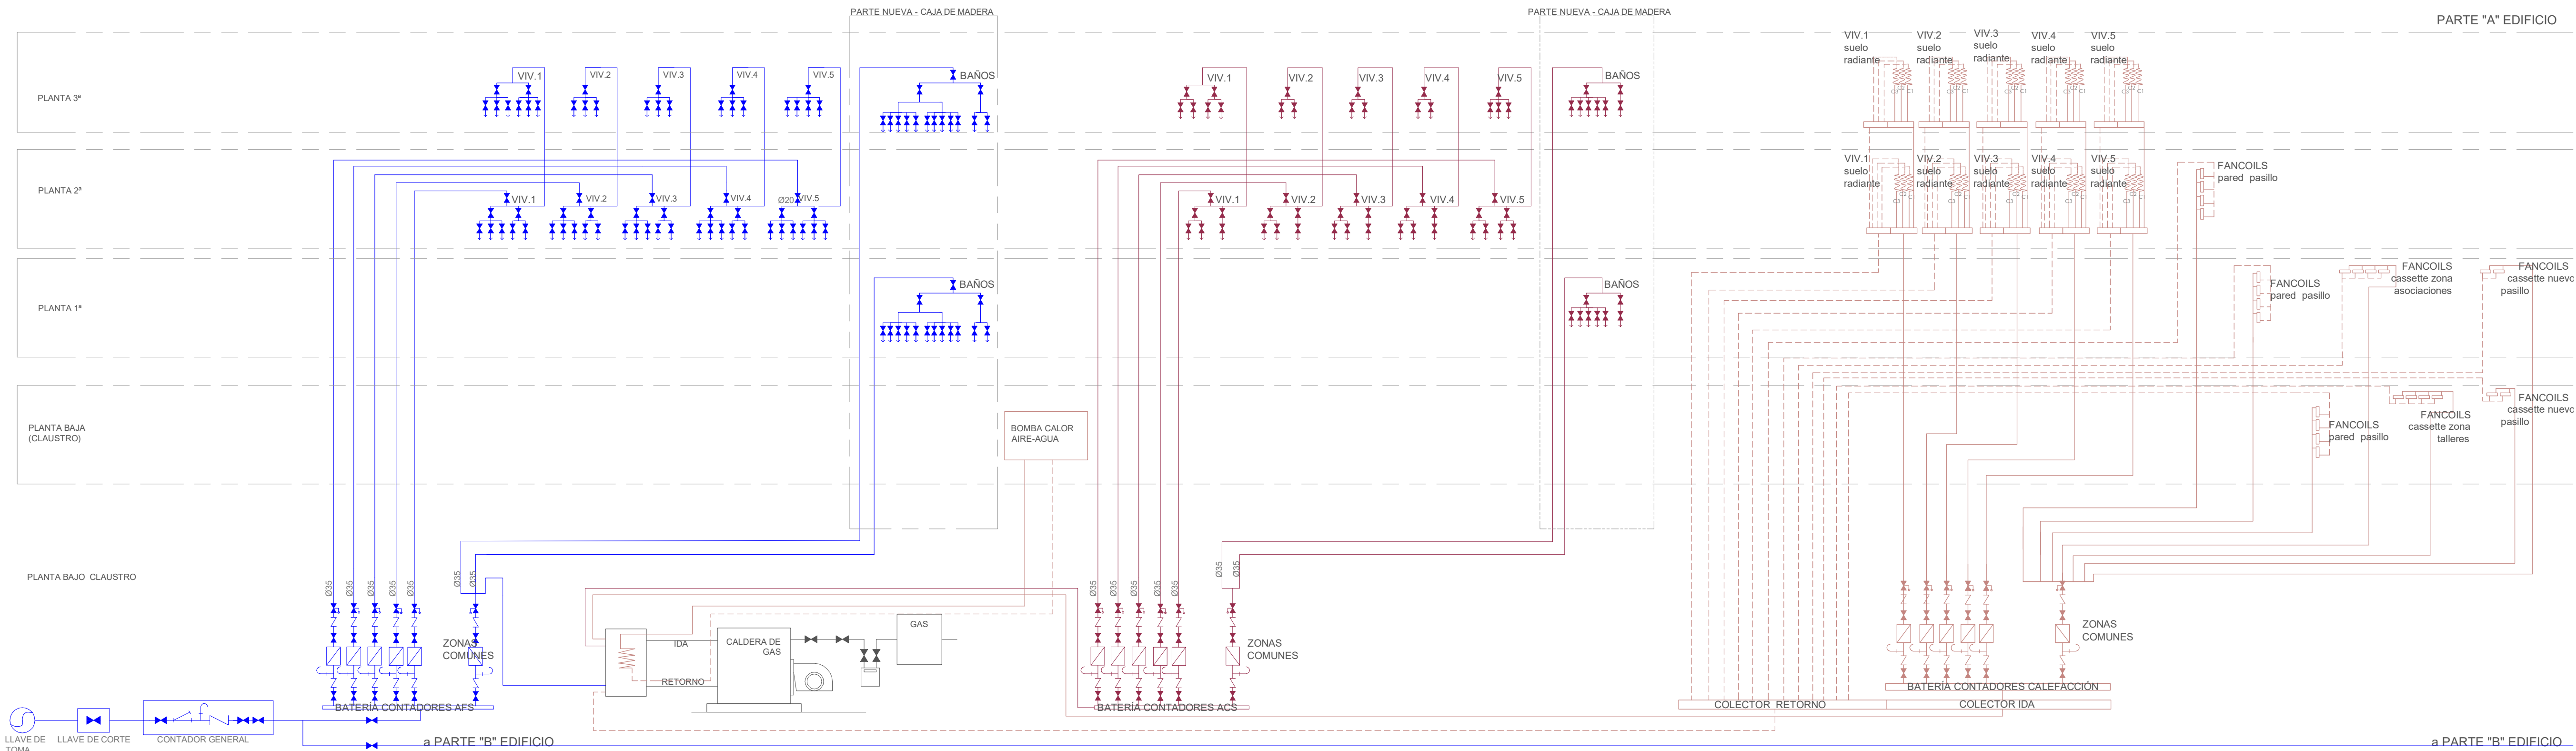 PARTE NUEVA - CAJA DE MADERA
PARTE NUEVA - CAJA DE MADERA
PARTE "A" EDIFICIO
PLANTA 3ª
VIV.1
VIV.2
VIV.3
VIV.4
VIV.5
BAÑOS
VIV.1
VIV.2
VIV.3
VIV.4
VIV.5
BAÑOS
VIV.1
suelo
radiante
VIV.2
suelo
radiante
VIV.3
suelo
radiante
VIV.4
suelo
radiante
VIV.5
suelo
radiante
PLANTA 2ª
VIV.1
VIV.2
VIV.3
VIV.4
Ø20
VIV.5
VIV.1
VIV.2
VIV.3
VIV.4
VIV.5
VIV.1
suelo
radiante
VIV.2
suelo
radiante
VIV.3
suelo
radiante
VIV.4
suelo
radiante
VIV.5
suelo
radiante
FANCOILS
pared pasillo
PLANTA 1ª
BAÑOS
BAÑOS
FANCOILS
pared pasillo
FANCOILS
cassette zona
asociaciones
FANCOILS
cassette nuevo
pasillo
PLANTA BAJA
(CLAUSTRO)
BOMBA CALOR
AIRE-AGUA
FANCOILS
pared pasillo
FANCOILS
cassette zona
talleres
FANCOILS
cassette nuevo
pasillo
PLANTA BAJO CLAUSTRO
Ø35
Ø35
Ø35
Ø35
Ø35
Ø35
Ø35
Ø35
Ø35
Ø35
Ø35
Ø35
Ø35
Ø35
ZONAS
COMUNES
IDA
RETORNO
CALDERA DE
GAS
GAS
ZONAS
COMUNES
ZONAS
COMUNES
BATERÍA CONTADORES AFS
BATERÍA CONTADORES ACS
BATERÍA CONTADORES CALEFACCIÓN
COLECTOR RETORNO
COLECTOR IDA
LLAVE DE
TOMA
LLAVE DE CORTE
CONTADOR GENERAL
a PARTE "B" EDIFICIO
a PARTE "B" EDIFICIO